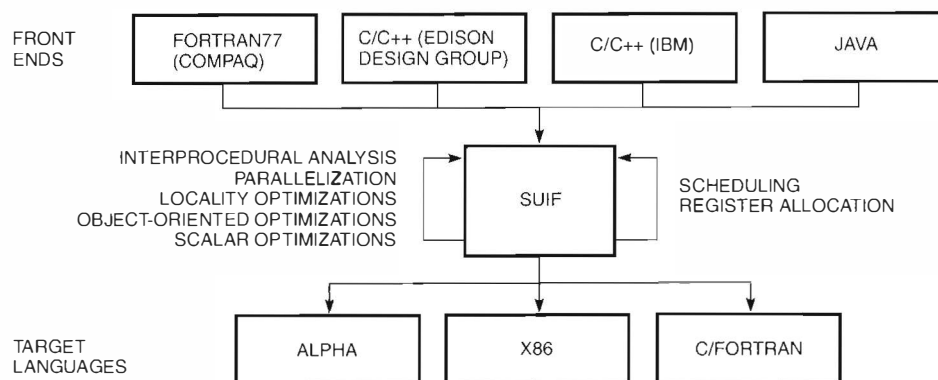 FRONT
ENDS
FORTRAN77
(COMPAQ)
C/C++ (EDISON
DESIGN GROUP)
C/C++ (IBM)
JAVA
INTERPROCEDURAL ANALYSIS
PARALLELIZATION
LOCALITY OPTIMIZATIONS
OBJECT-ORIENTED OPTIMIZATIONS
SCALAR OPTIMIZATIONS
SUIF
SCHEDULING
REGISTER ALLOCATION
TARGET
LANGUAGES
ALPHA
X86
C/FORTRAN